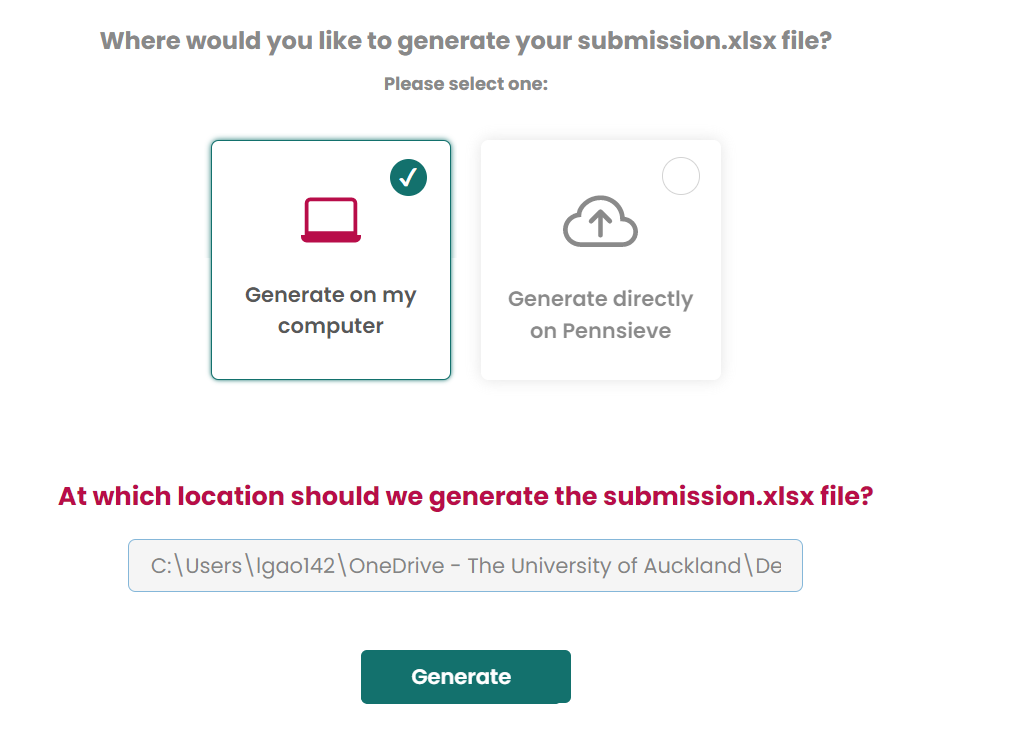 Where would you like to generate your submission.xlsx file?
Please select one:
Generate on my
computer
Generate directly
on Pennsieve
At which location should we generate the submission.xlsx file?
C:\Users\lgao142\OneDrive - The University of Auckland\De
Generate